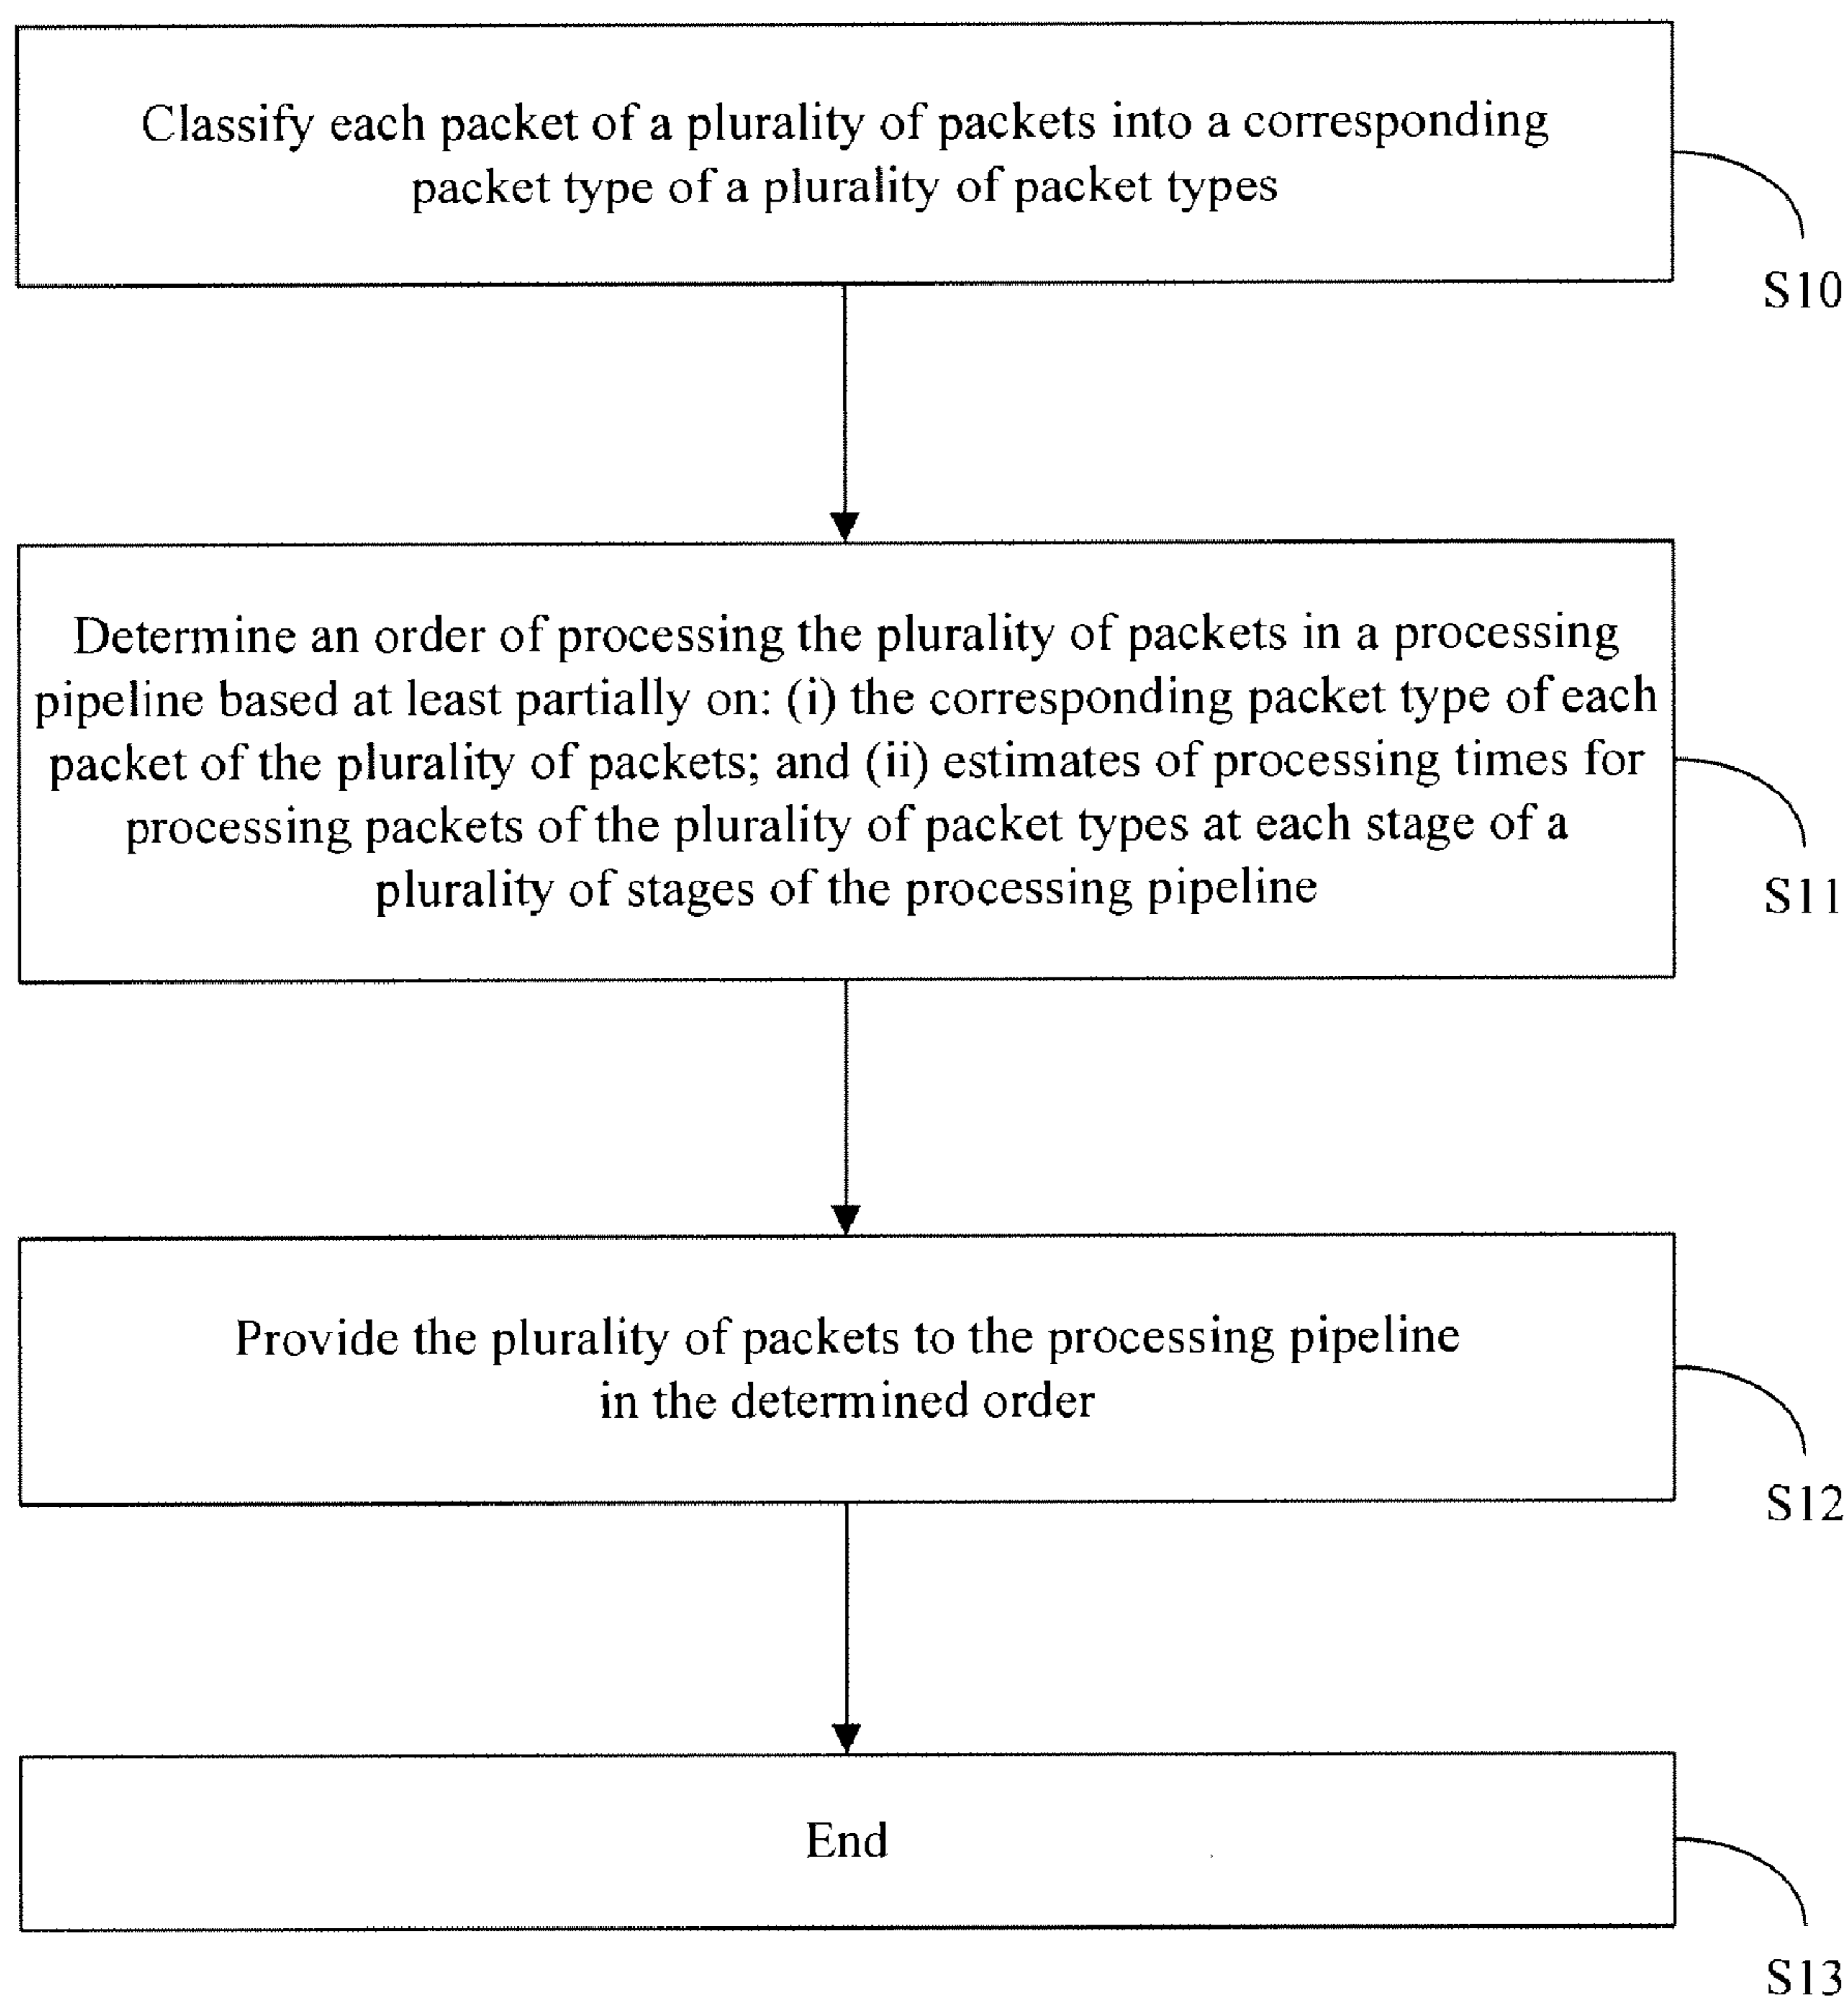 Classify each packet of a plurality of packets into a corresponding
packet type of a plurality of packet types
S10
Determine an order of processing the plurality of packets in a processing
pipeline based at least partially on: (i) the corresponding packet type of each
packet of the plurality of packets; and (ii) estimates of processing times for
processing packets of the plurality of packet types at each stage of a
plurality of stages of the processing pipeline
S11
Provide the plurality of packets to the processing pipeline
in the determined order
S12
End
S13